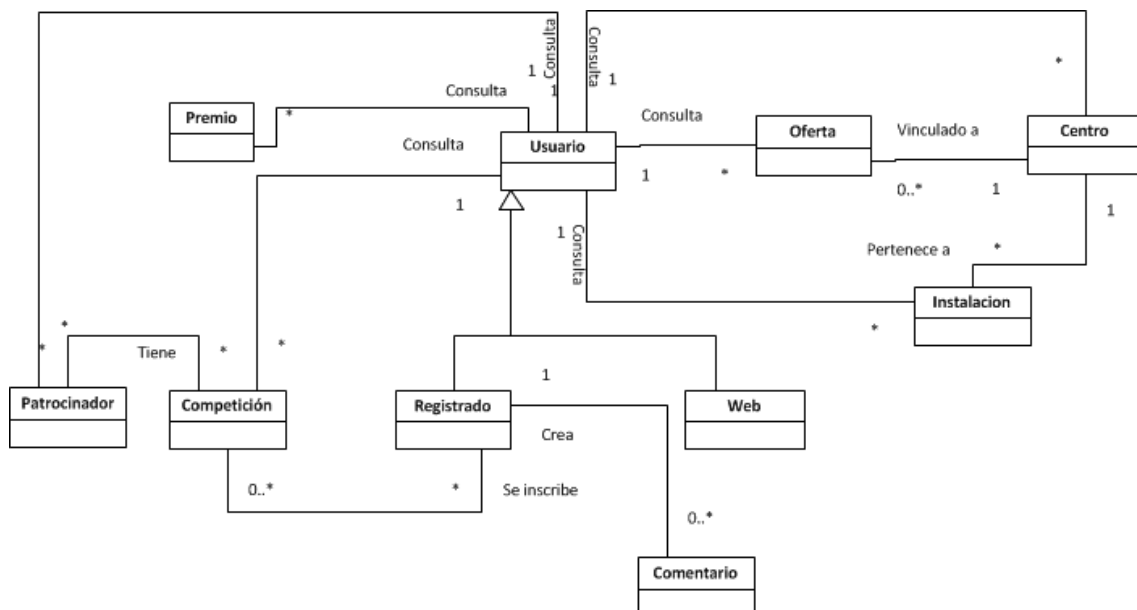 Consulta
1
1
Consulta
1
*
Consulta
Premio
*
Consulta
Usuario
Consulta
1
*
Oferta
Vinculado a
0..*
1
Centro
1
Consulta
1
*
1
Consulta
*
Pertenece a
*
Instalacion
*
*
Tiene
*
Patrocinador
Competición
Registrado
1
Web
Crea
0..*
*
Se inscribe
0..*
Comentario